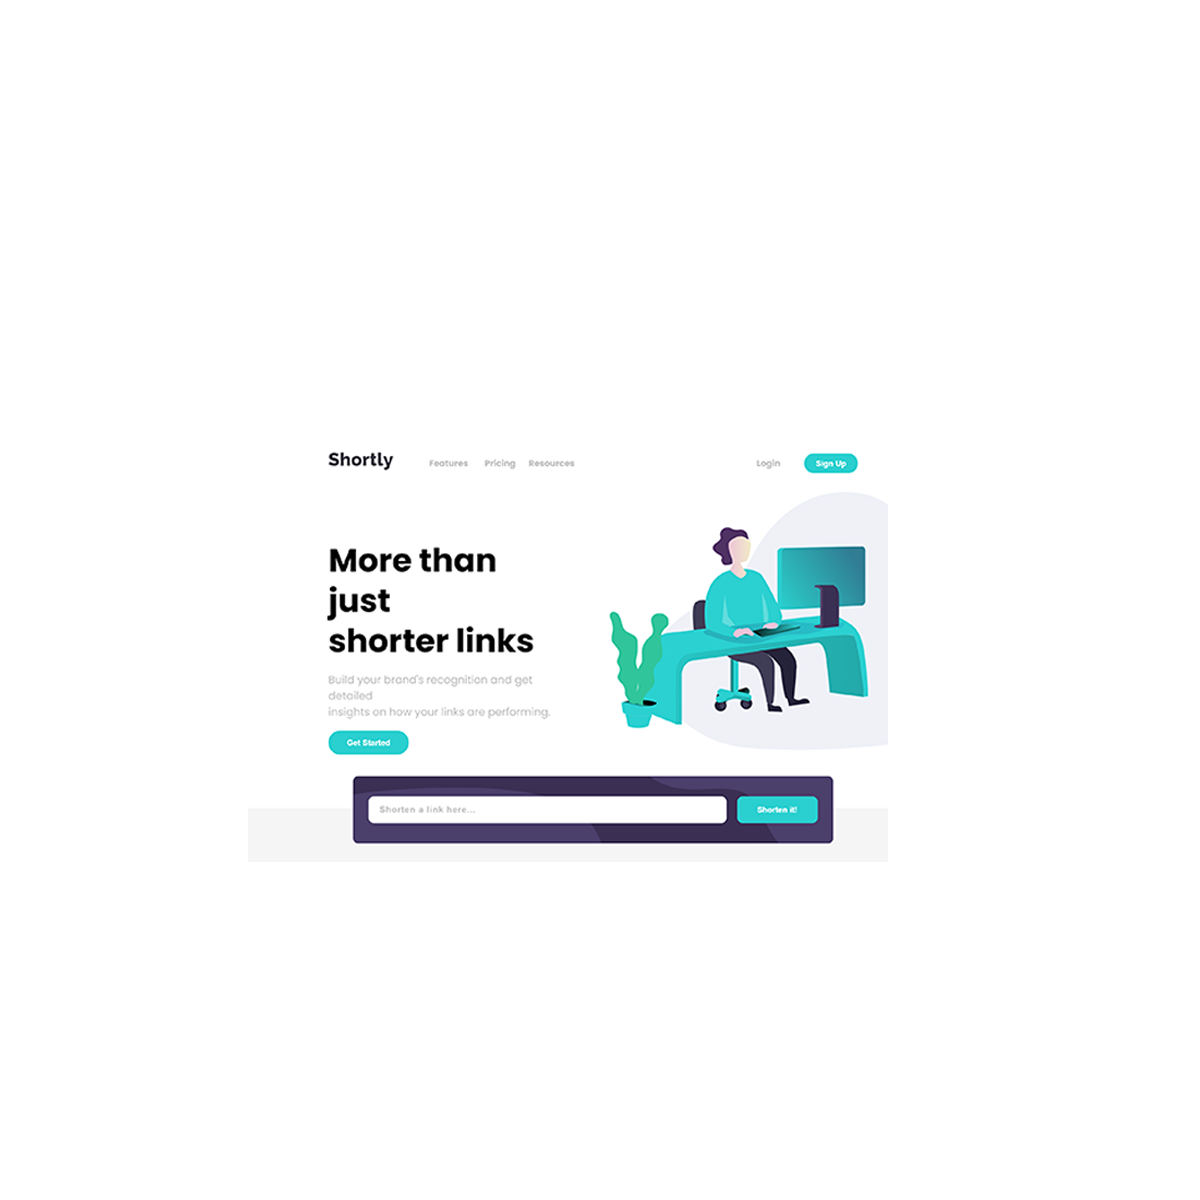 Shortly
Features Pricing Resources
Login Sign Up
More than
just
shorter links
Build your brand's recognition and get
detailed
insights on how your links are performing.
Get Started
Shorten a link here...
Shorten it!